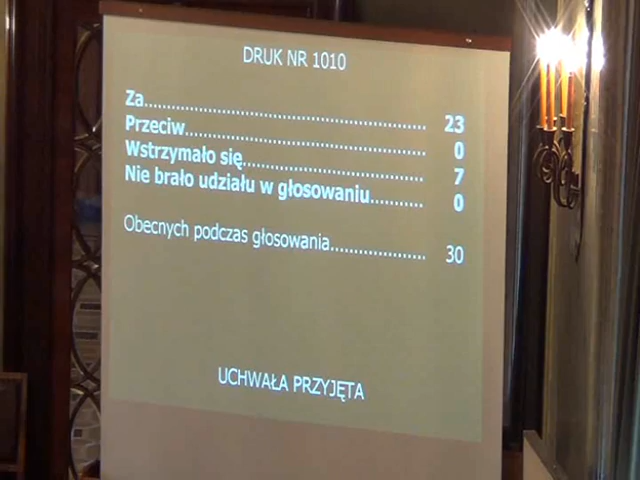 DRUK NR 1010
Za.......................................................... 23
Przeciw.................................................. 0
Wstrzymało się..................................... 7
Nie brało udziału w głosowaniu........... 0
Obecnych podczas głosowania................... 30
UCHWAŁA PRZYJĘTA